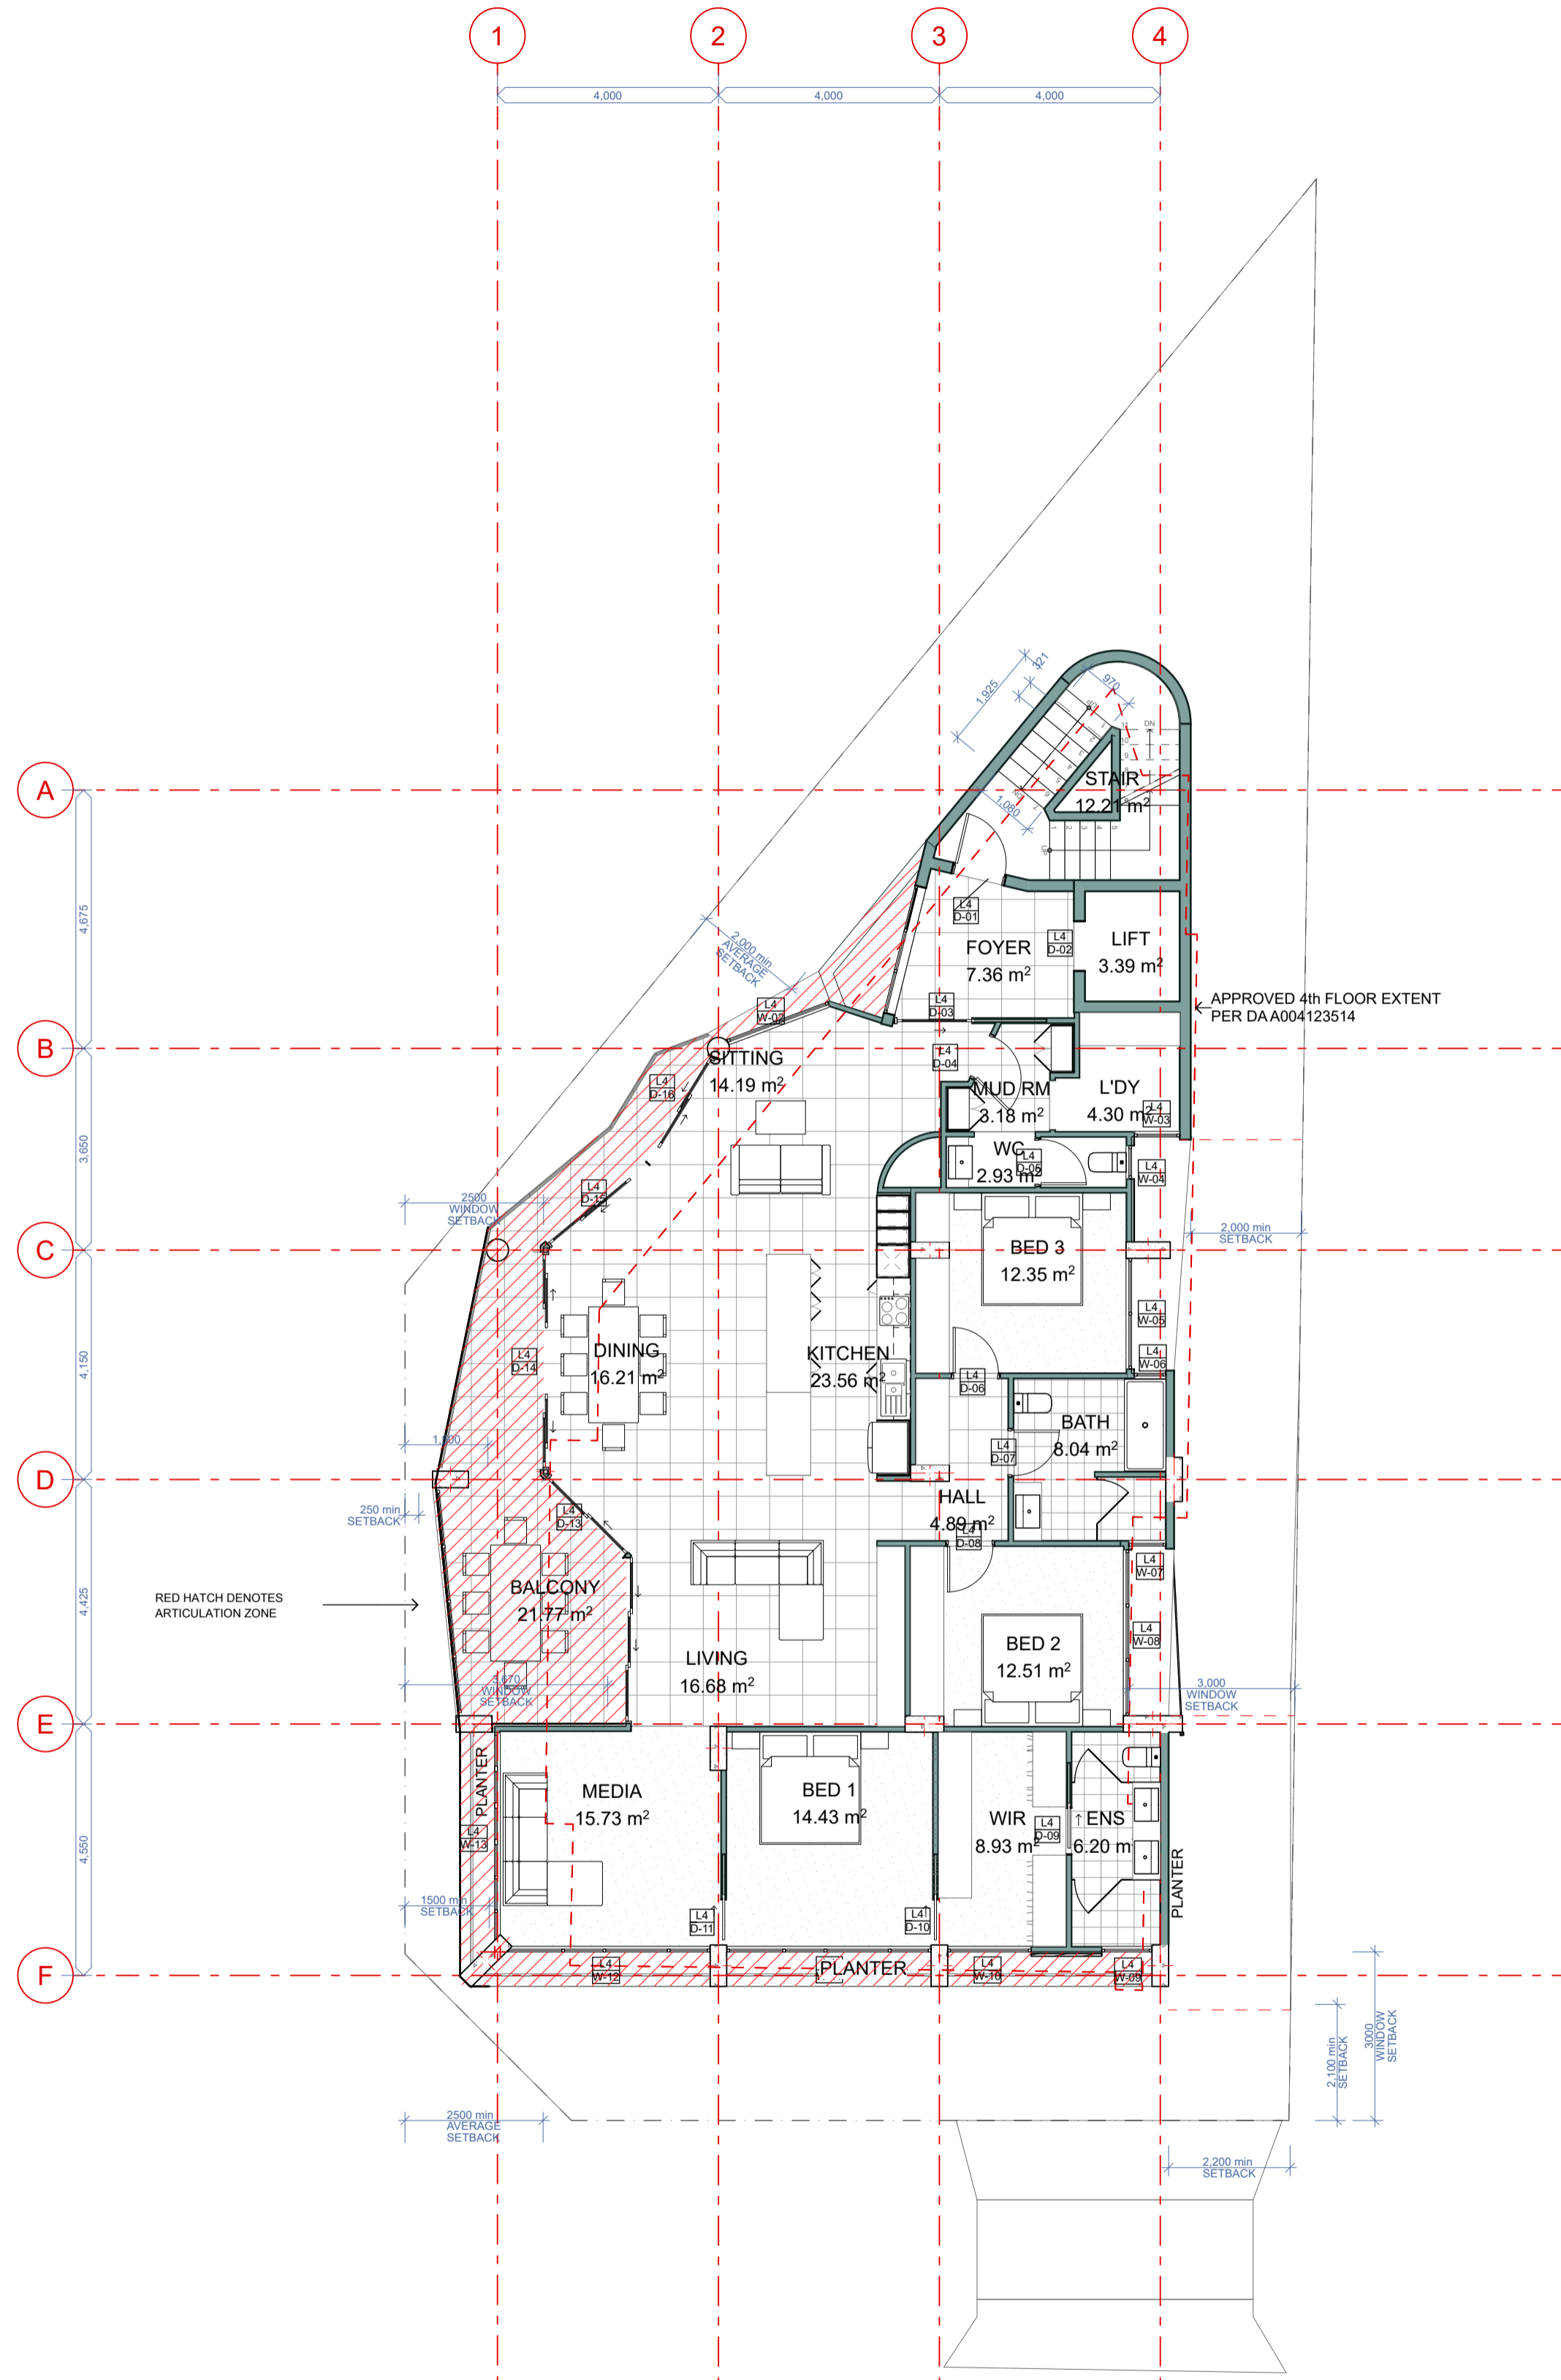 1
2
3
4
4,000
4,000
4,000
1,925
321
970
UP
DN
A
STAIR
12.21 m²
DN
1,080
UP
4,675
L4
D-01
2,000 min
AVERAGE
SETBACK
FOYER
7.36 m²
L4
D-02
LIFT
3.39 m²
L4
W-02
L4
D-03
APPROVED 4th FLOOR EXTENT
PER DA A004123514
B
SITTING
14.19 m²
L4
D-04
L4
D-16
MUD RM
3.18 m²
L'DY
4.30 m²
L4
W-03
3,650
WC
2.93 m²
L4
D-05
L4
W-04
L4
D-15
2500
WINDOW
SETBACK
2,000 min
SETBACK
C
BED 3
12.35 m²
L4
W-05
4,150
L4
D-14
DINING
16.21 m²
KITCHEN
23.56 m²
L4
W-06
L4
D-06
BATH
8.04 m²
L4
D-07
D
250 min
SETBACK
HALL
4.89 m²
L4
D-13
L4
D-08
L4
W-07
RED HATCH DENOTES
ARTICULATION ZONE
4,425
BALCONY
21.77 m²
L4
W-08
LIVING
16.68 m²
BED 2
12.51 m²
3,670
WINDOW
SETBACK
3,000
WINDOW
SETBACK
E
PLANTER
MEDIA
15.73 m²
BED 1
14.43 m²
WIR
8.93 m²
L4
D-09
ENS
6.20 m
L4
W-13
4,550
PLANTER
1500 min
SETBACK
L4
D-11
L4
D-10
F
L4
W-12
PLANTER
L4
W-10
L4
W-09
2,100 min
SETBACK
3000
WINDOW
SETBACK
2500 min
AVERAGE
SETBACK
2,200 min
SETBACK